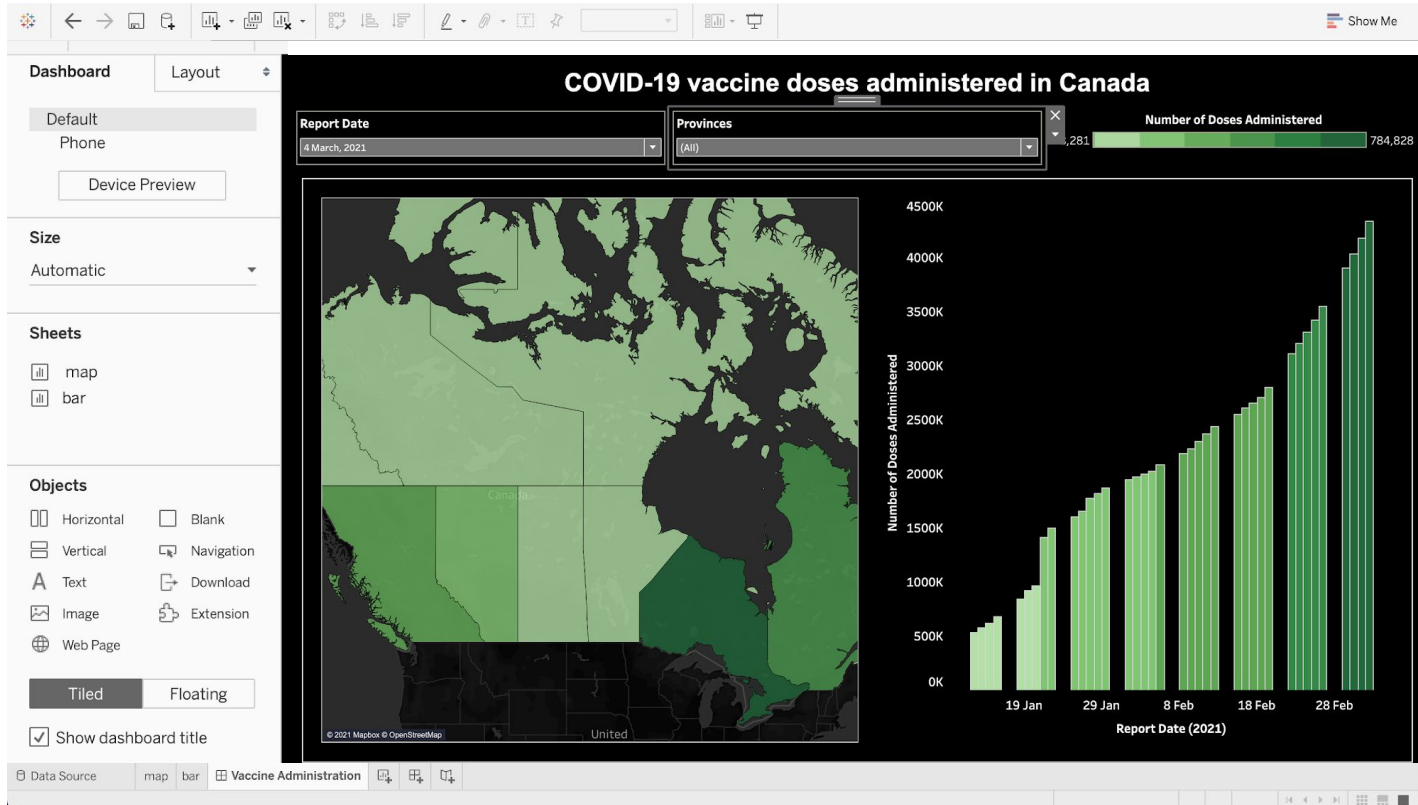 Show Me
Dashboard
Layout
Default
Phone
Device Preview
Size
Automatic
Sheets
map
bar
Objects
Horizontal
Blank
Vertical
Navigation
Text
Download
Image
Extension
Web Page
Tiled
Floating
Show dashboard title
COVID-19 vaccine doses administered in Canada
Report Date
4 March, 2021
Provinces
(All)
Number of Doses Administered
,281
784,828
Canada
United
© 2021 Mapbox © OpenStreetMap
4500K
4000K
3500K
3000K
2500K
2000K
1500K
1000K
500K
0K
Number of Doses Administered
19 Jan 29 Jan 8 Feb 18 Feb 28 Feb
Report Date (2021)
Data Source map bar Vaccine Administration